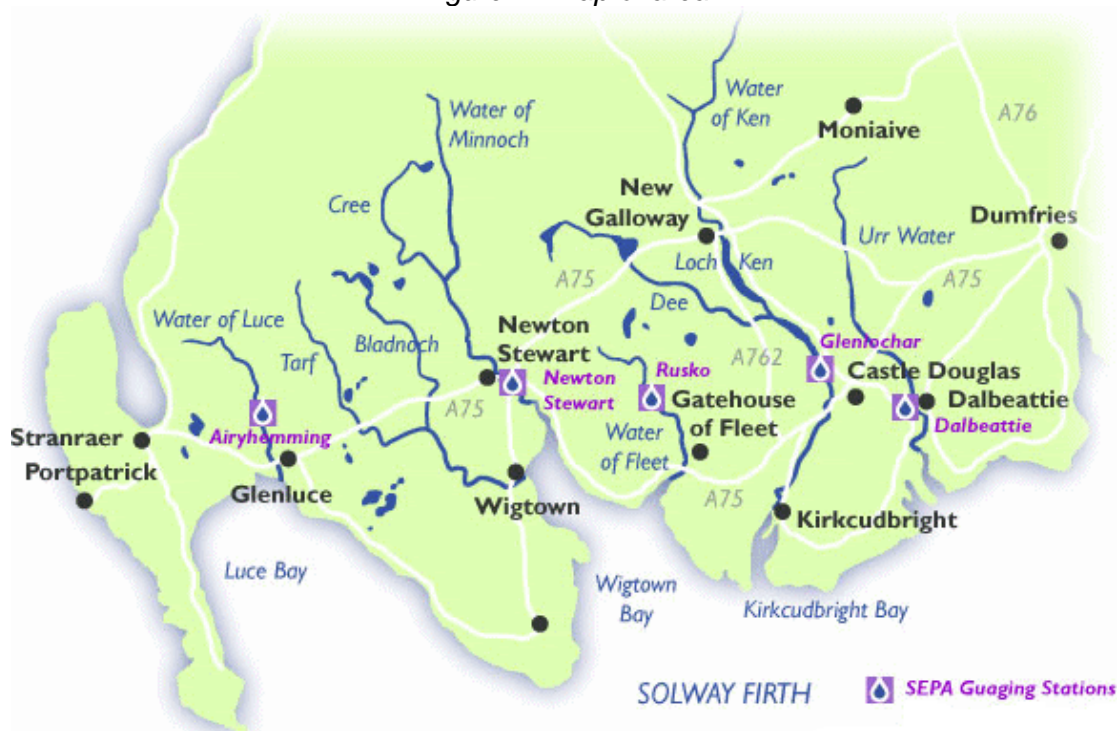 Water of
Minnoch
Water
of Ken
Moniaive
A76
Cree
New
Galloway
Dumfries
Urr Water
Loch Ken
A75
A75
Dee
Water of Luce
Tarf
Bladnoch
Newton
Stewart
A762
Glenlochar
Rusko
Castle Douglas
Newton
Stewart
A75
Gatehouse
of Fleet
Dalbeattie
Dalbeattie
Stranraer
Airyhemming
Water
of Fleet
Portpatrick
Glenluce
A75
Wigtown
Kirkcudbright
Luce Bay
Wigtown
Bay
Kirkcudbright Bay
SOLWAY FIRTH
SEPA Guaging Stations